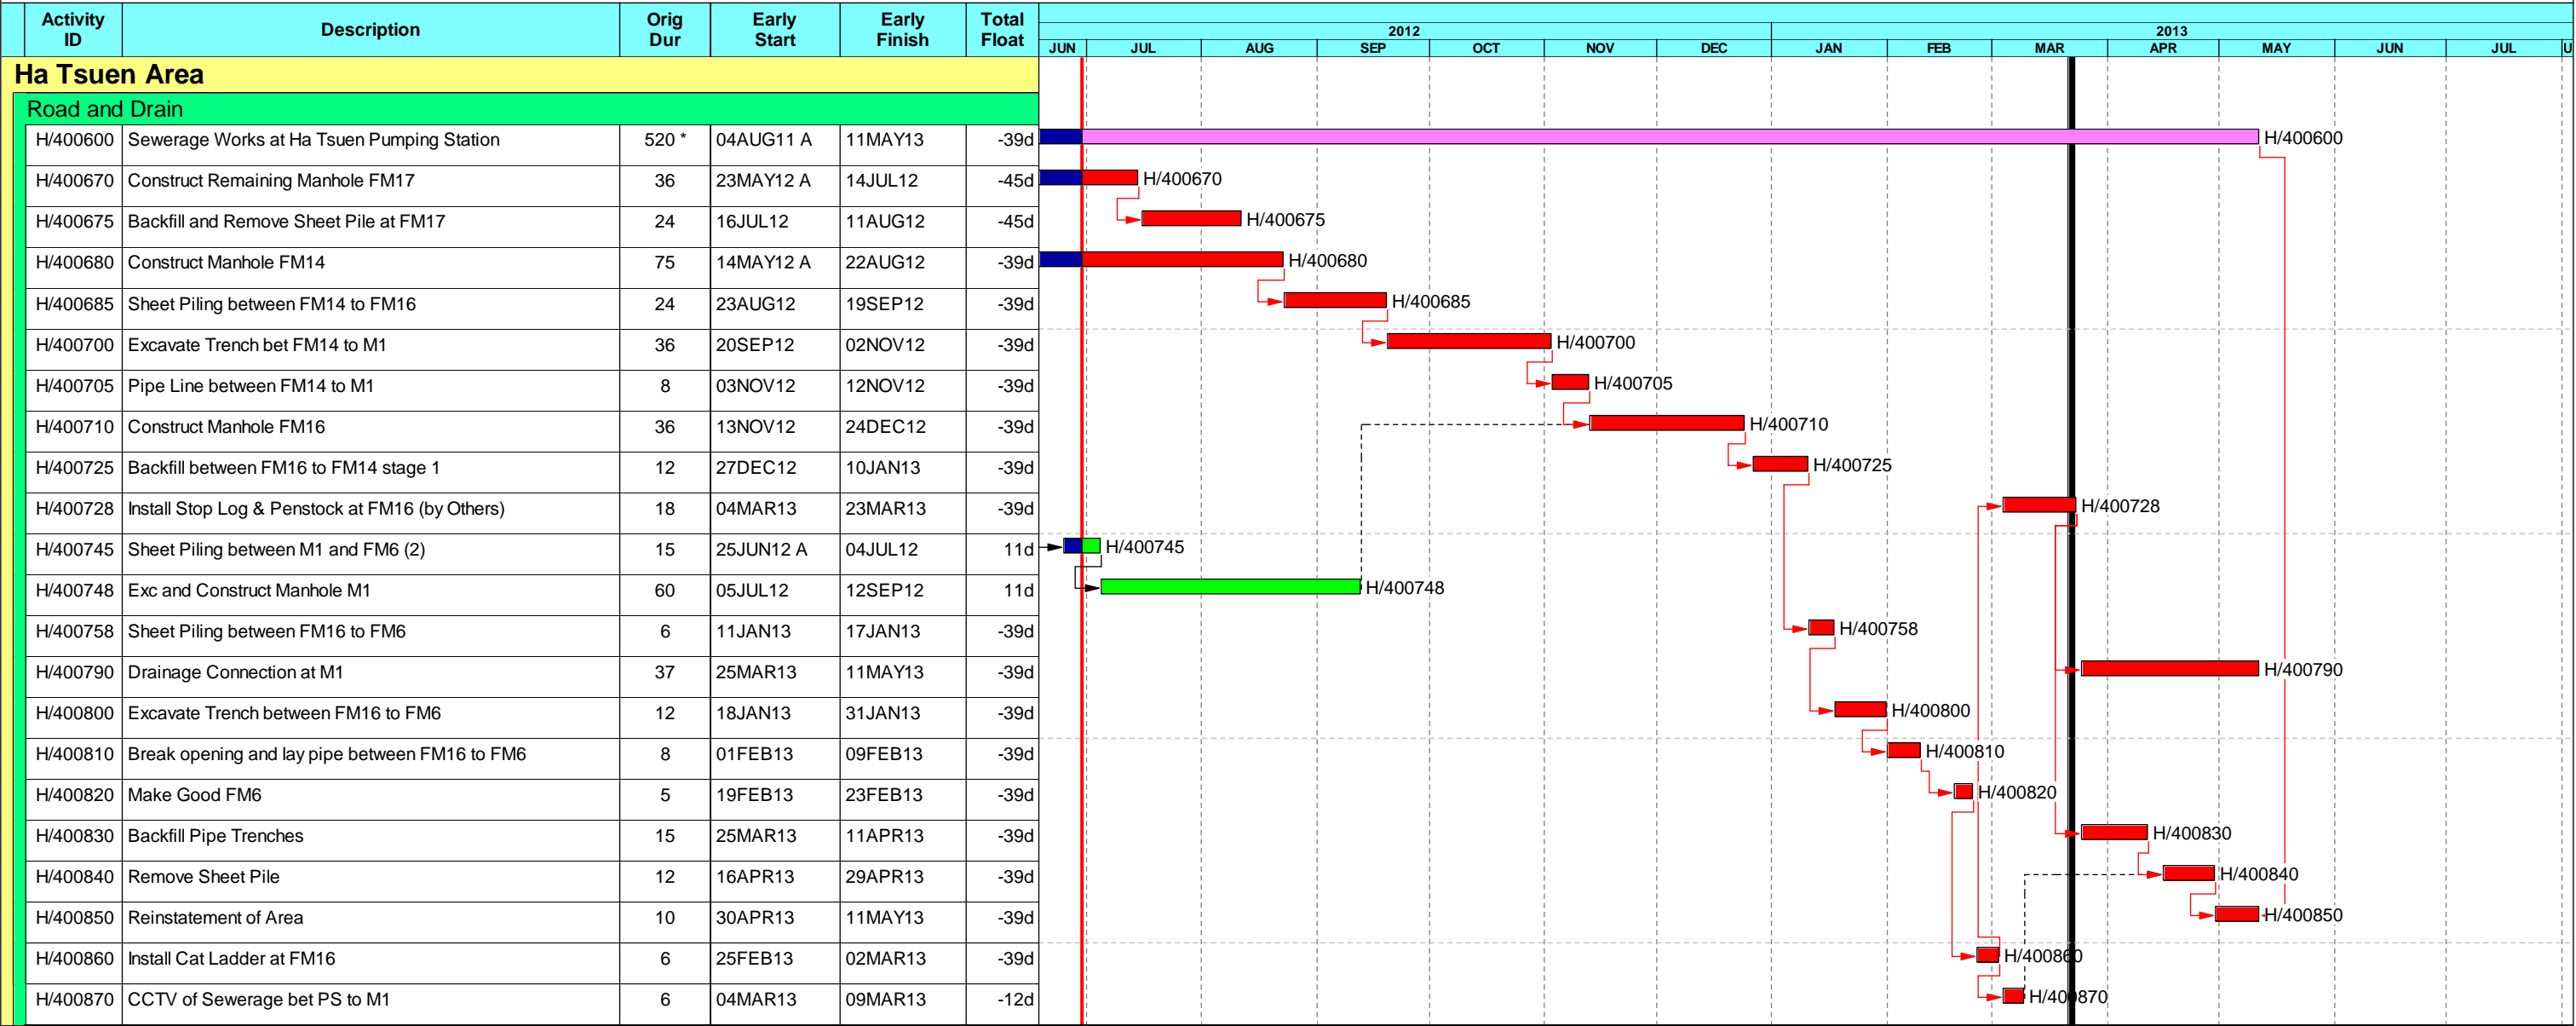 Activity ID Description Orig Dur Early Start Early Finish Total Float
2012 2013
JUN JUL AUG SEP OCT NOV DEC JAN FEB MAR APR MAY JUN JUL U
Ha Tsuen Area
Road and Drain
H/400600 Sewerage Works at Ha Tsuen Pumping Station 520 * 04AUG11 A 11MAY13 -39d H/400600
H/400670 Construct Remaining Manhole FM17 36 23MAY12 A 14JUL12 -45d H/400670
H/400675 Backfill and Remove Sheet Pile at FM17 24 16JUL12 11AUG12 -45d H/400675
H/400680 Construct Manhole FM14 75 14MAY12 A 22AUG12 -39d H/400680
H/400685 Sheet Piling between FM14 to FM16 24 23AUG12 19SEP12 -39d H/400685
H/400700 Excavate Trench bet FM14 to M1 36 20SEP12 02NOV12 -39d H/400700
H/400705 Pipe Line between FM14 to M1 8 03NOV12 12NOV12 -39d H/400705
H/400710 Construct Manhole FM16 36 13NOV12 24DEC12 -39d H/400710
H/400725 Backfill between FM16 to FM14 stage 1 12 27DEC12 10JAN13 -39d H/400725
H/400728 Install Stop Log & Penstock at FM16 (by Others) 18 04MAR13 23MAR13 -39d H/400728
H/400745 Sheet Piling between M1 and FM6 (2) 15 25JUN12 A 04JUL12 11d H/400745
H/400748 Exc and Construct Manhole M1 60 05JUL12 12SEP12 11d H/400748
H/400758 Sheet Piling between FM16 to FM6 6 11JAN13 17JAN13 -39d H/400758
H/400790 Drainage Connection at M1 37 25MAR13 11MAY13 -39d H/400790
H/400800 Excavate Trench between FM16 to FM6 12 18JAN13 31JAN13 -39d H/400800
H/400810 Break opening and lay pipe between FM16 to FM6 8 01FEB13 09FEB13 -39d H/400810
H/400820 Make Good FM6 5 19FEB13 23FEB13 -39d H/400820
H/400830 Backfill Pipe Trenches 15 25MAR13 11APR13 -39d H/400830
H/400840 Remove Sheet Pile 12 16APR13 29APR13 -39d H/400840
H/400850 Reinstatement of Area 10 30APR13 11MAY13 -39d H/400850
H/400860 Install Cat Ladder at FM16 6 25FEB13 02MAR13 -39d H/400860
H/400870 CCTV of Sewerage bet PS to M1 6 04MAR13 09MAR13 -12d H/400870